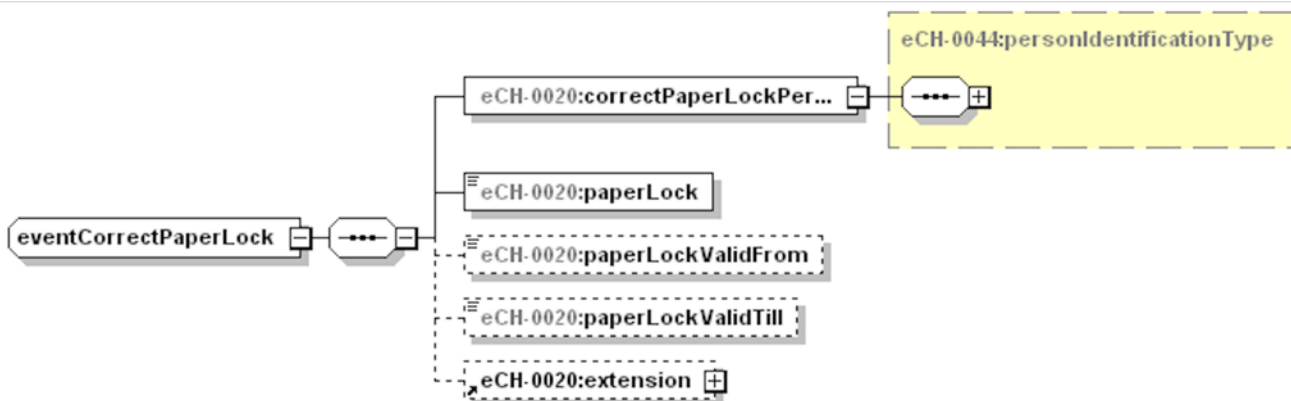 eCH-0044:personIdentificationType
eCH-0020:correctPaperLockPer...
eCH-0020:paperLock
eventCorrectPaperLock
eCH-0020:paperLockValidFrom
eCH-0020:paperLockValidTill
eCH-0020:extension